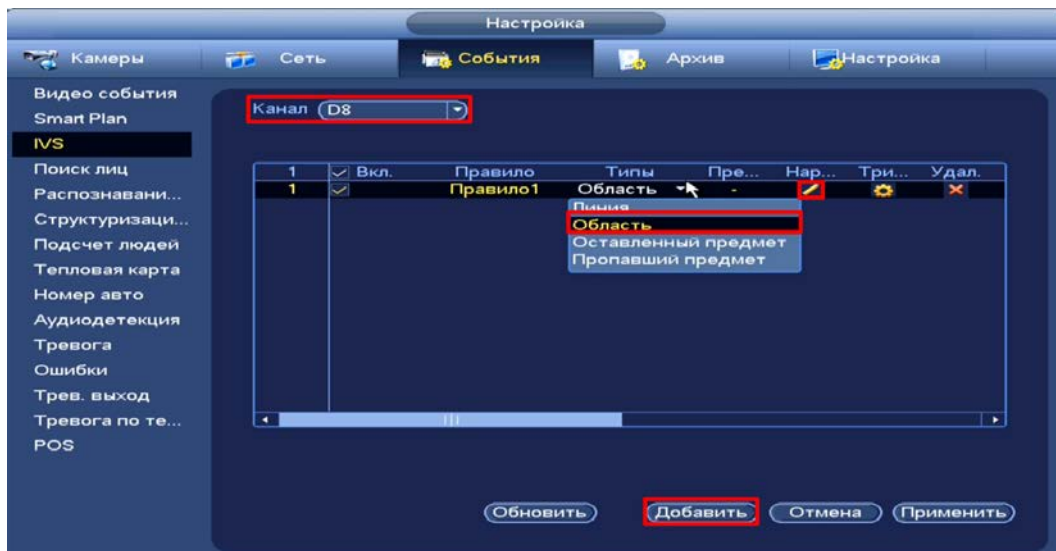 Настройка
Камеры Сеть События Архив Настройка
Видео события
Smart Plan
IVS
Поиск лиц
Распознавани...
Структуризаци...
Подсчет людей
Тепловая карта
Номер авто
Аудиодетекция
Тревога
Ошибки
Трев. выход
Тревога по те...
POS
Канал D8
1 Вкл. Правило Типы Пре... Нар... Три... Удал.
1 Правило1 Область -
Линия
Область
Оставленный предмет
Пропавший предмет
Обновить Добавить Отмена Применить